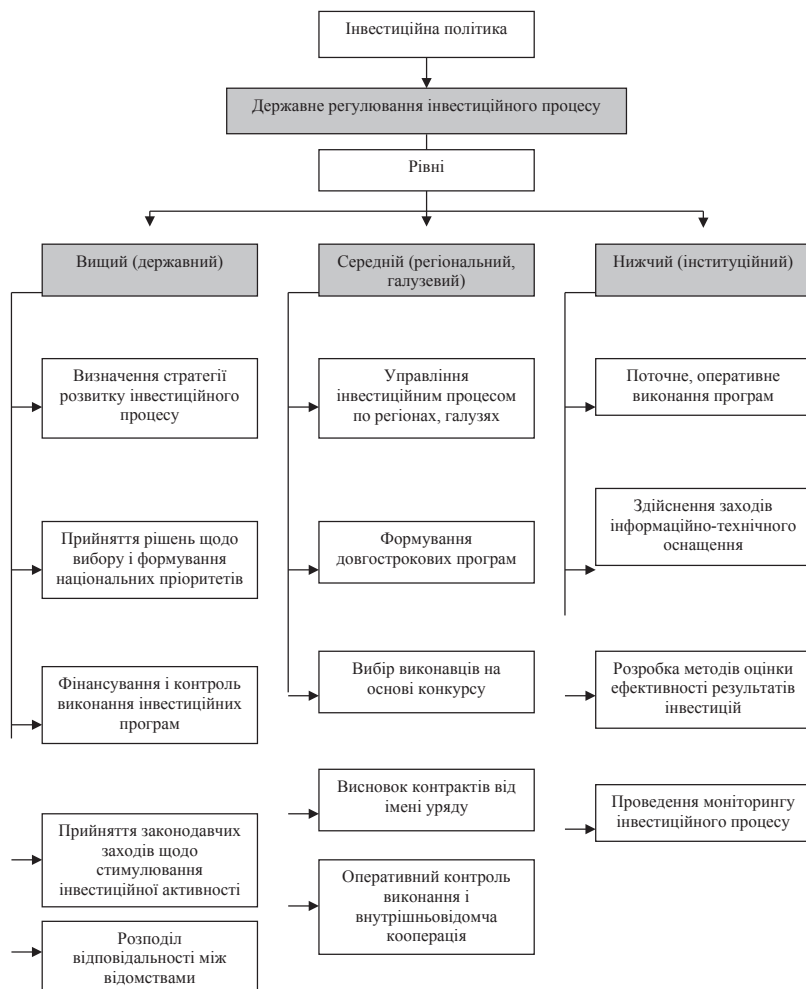 Інвестиційна політика
Державне регулювання інвестиційного процесу
Рівні
Вищий (державний)
Визначення стратегії
розвитку інвестиційного
процесу
Прийняття рішень щодо
вибору і формування
національних пріоритетів
Фінансування і контроль
виконання інвестиційних
програм
Прийняття законодавчих
заходів щодо
стимулювання
інвестиційної активності
Розподіл
відповідальності між
відомствами
Середній (регіональний,
галузевий)
Управління
інвестиційним процесом
по регіонах, галузях
Формування
довгострокових програм
Вибір виконавців на
основі конкурсу
Висновок контрактів від
імені уряду
Оперативний контроль
виконання і
внутрішньовідомча
кооперація
Нижчий (інституційний)
Поточне, оперативне
виконання програм
Здійснення заходів
інформаційно-технічного
оснащення
Розробка методів оцінки
ефективності результатів
інвестицій
Проведення моніторингу
інвестиційного процесу